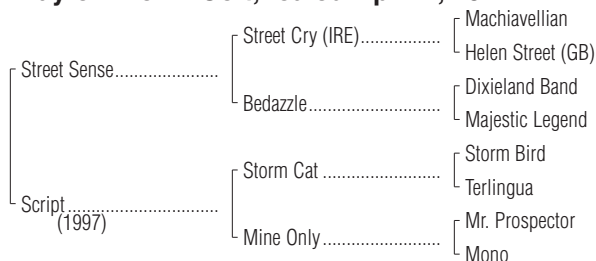 Street Sense
Script
(1997)
Street Cry (IRE)
Bedazzle
Storm Cat
Mine Only
Machiavellian
Helen Street (GB)
Dixieland Band
Majestic Legend
Storm Bird
Terlingua
Mr. Prospector
Mono